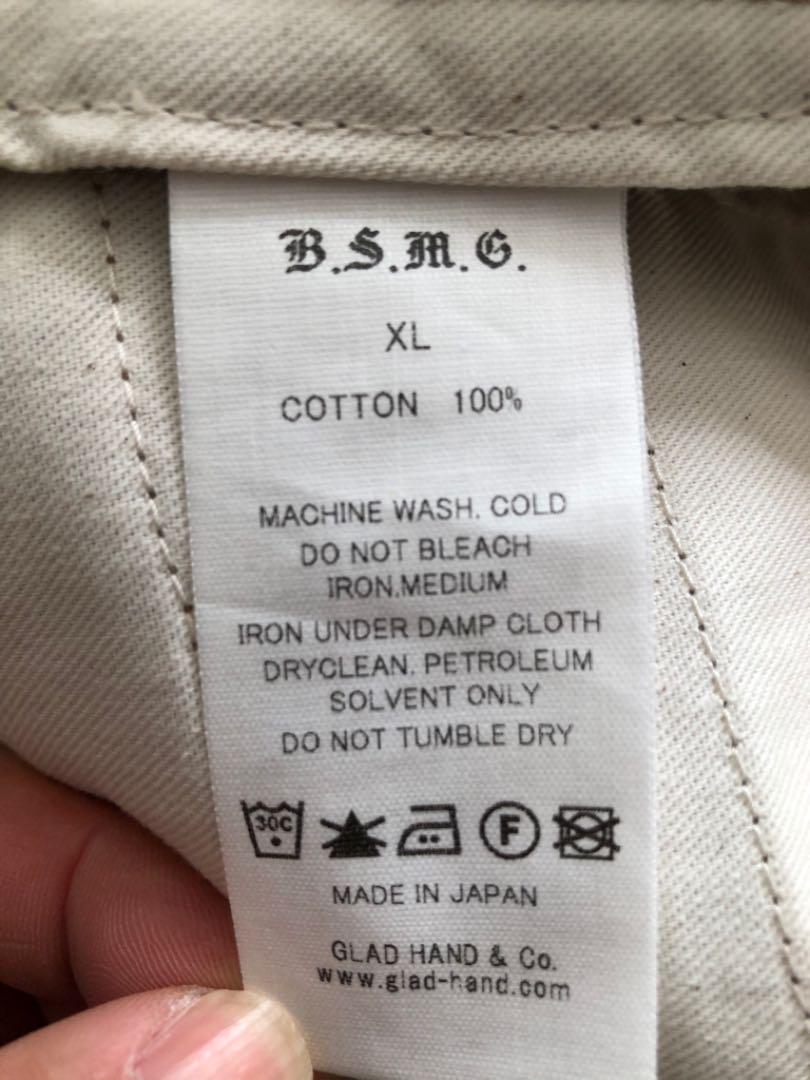 B.S.M.G.
XL
COTTON 100%
MACHINE WASH. COLD
DO NOT BLEACH
IRON.MEDIUM
IRON UNDER DAMP CLOTH
DRYCLEAN. PETROLEUM
SOLVENT ONLY
DO NOT TUMBLE DRY
30C F
MADE IN JAPAN
GLAD HAND & Co.
www.glad-hand.com